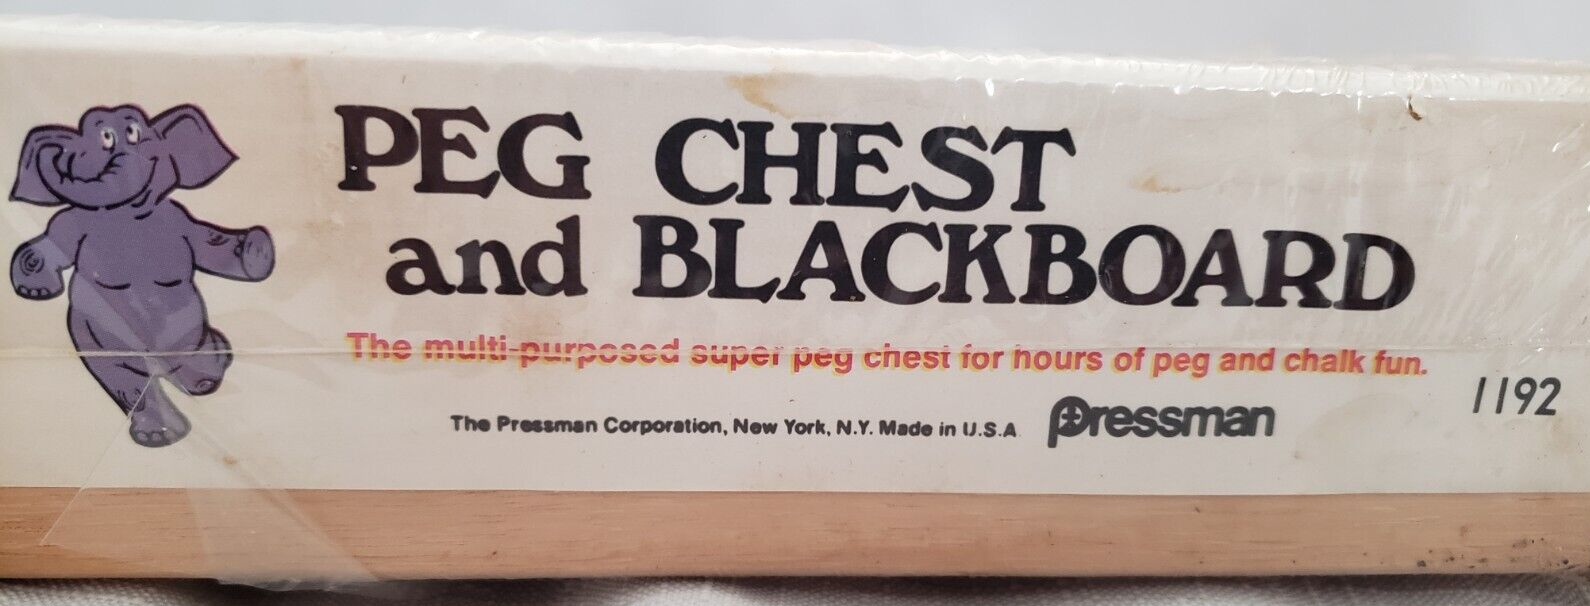 PEG CHEST
and BLACKBOARD
The multi-purposed super peg chest for hours of peg and chalk fun.
The Pressman Corporation, New York, N.Y. Made in U.S.A. Pressman
1192